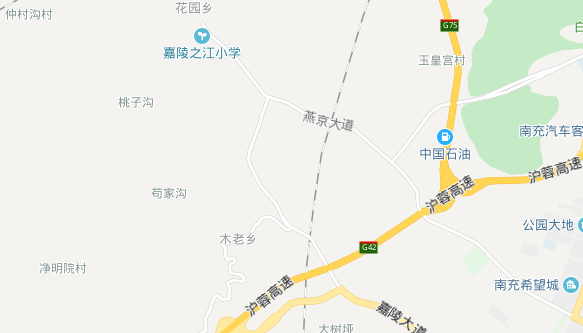 花园乡
仲村沟村
G75
嘉陵之江小学
玉皇宫村
桃子沟
燕京大道
南充汽车客
中国石油
沪蓉高速
沪蓉高速
荀家沟
公园大地
木老乡
G42
净明院村
沪蓉高速
南充希望城
嘉陵大道
大树垭